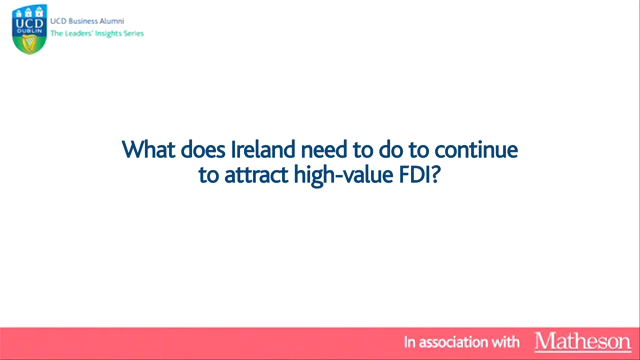 UCD
DUBLIN
UCD Business Alumni
The Leaders' Insights Series
What does Ireland need to do to continue
to attract high-value FDI?
In association with Matheson